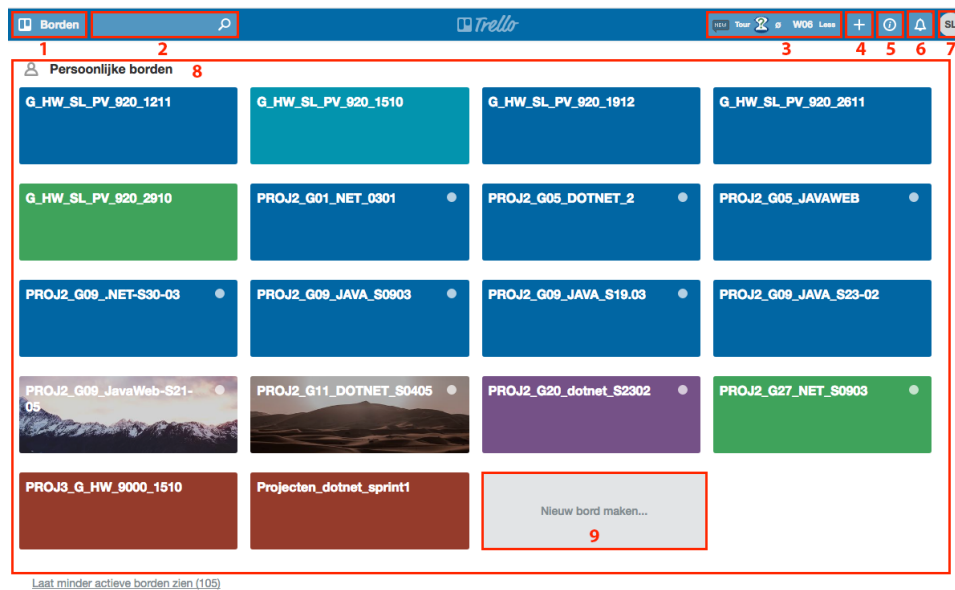 Borden
Trello
NEW Tour ø W06 Less
SL
1 2 3 4 5 6 7
Persoonlijke borden 8
G_HW_SL_PV_920_1211
G_HW_SL_PV_920_1510
G_HW_SL_PV_920_1912
G_HW_SL_PV_920_2611
G_HW_SL_PV_920_2910
PROJ2_G01_NET_0301
PROJ2_G05_DOTNET_2
PROJ2_G05_JAVAWEB
PROJ2_G09_.NET-S30-03
PROJ2_G09_JAVA_S0903
PROJ2_G09_JAVA_S19.03
PROJ2_G09_JAVA_S23-02
PROJ2_G09_JavaWeb-S21-
05
PROJ2_G11_DOTNET_S0405
PROJ2_G20_dotnet_S2302
PROJ2_G27_NET_S0903
PROJ3_G_HW_9000_1510
Projecten_dotnet_sprint1
Nieuw bord maken...
9
Laat minder actieve borden zien (105)